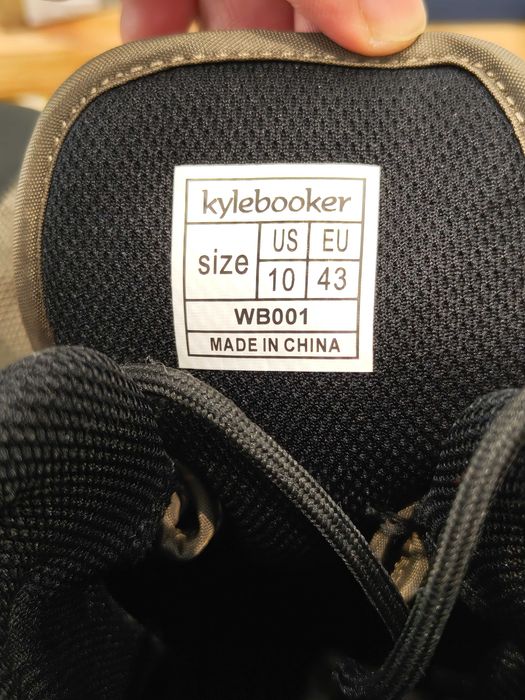 kylebooker
size US EU
10 43
WB001
MADE IN CHINA